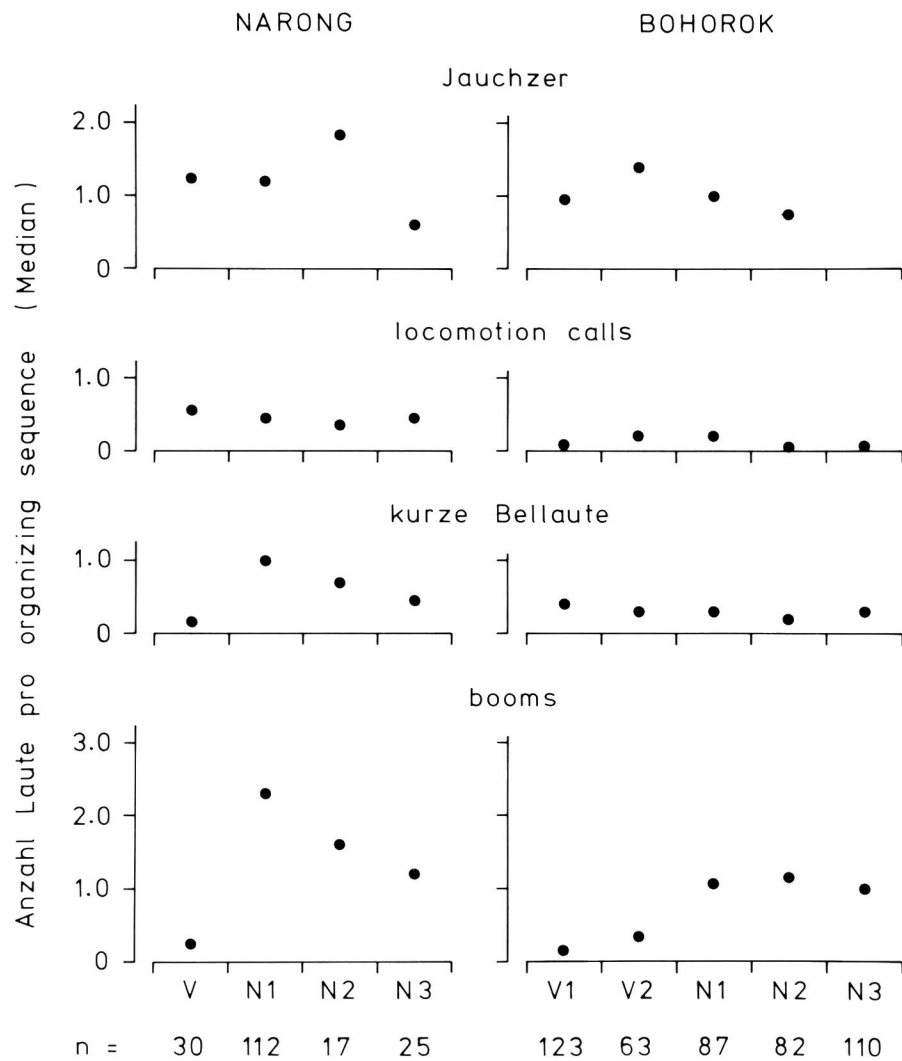 NARONG BOHOROK
Jauchzer
2.0
1.0
0
locomotion calls
1.0
0
kurze Bellaute
1.0
0
booms
3.0
2.0
1.0
0
Anzahl Laute pro organizing sequence (Median)
V N1 N2 N3 V1 V2 N1 N2 N3
n = 30 112 17 25 123 63 87 82 110